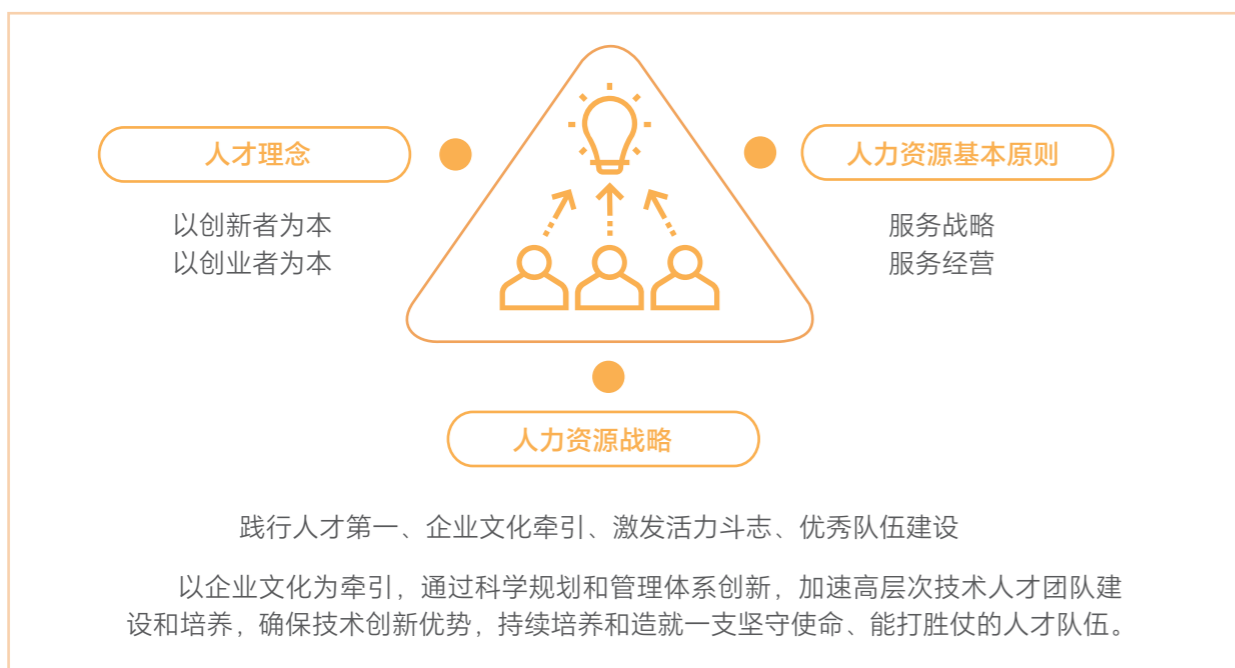 人才理念
以创新者为本
以创业者为本
人力资源基本原则
服务战略
服务经营
人力资源战略
践行人才第一、企业文化牵引、激发活力斗志、优秀队伍建设
以企业文化为牵引，通过科学规划和管理体系创新，加速高层次技术人才团队建
设和培养，确保技术创新优势，持续培养和造就一支坚守使命、能打胜仗的人才队伍。